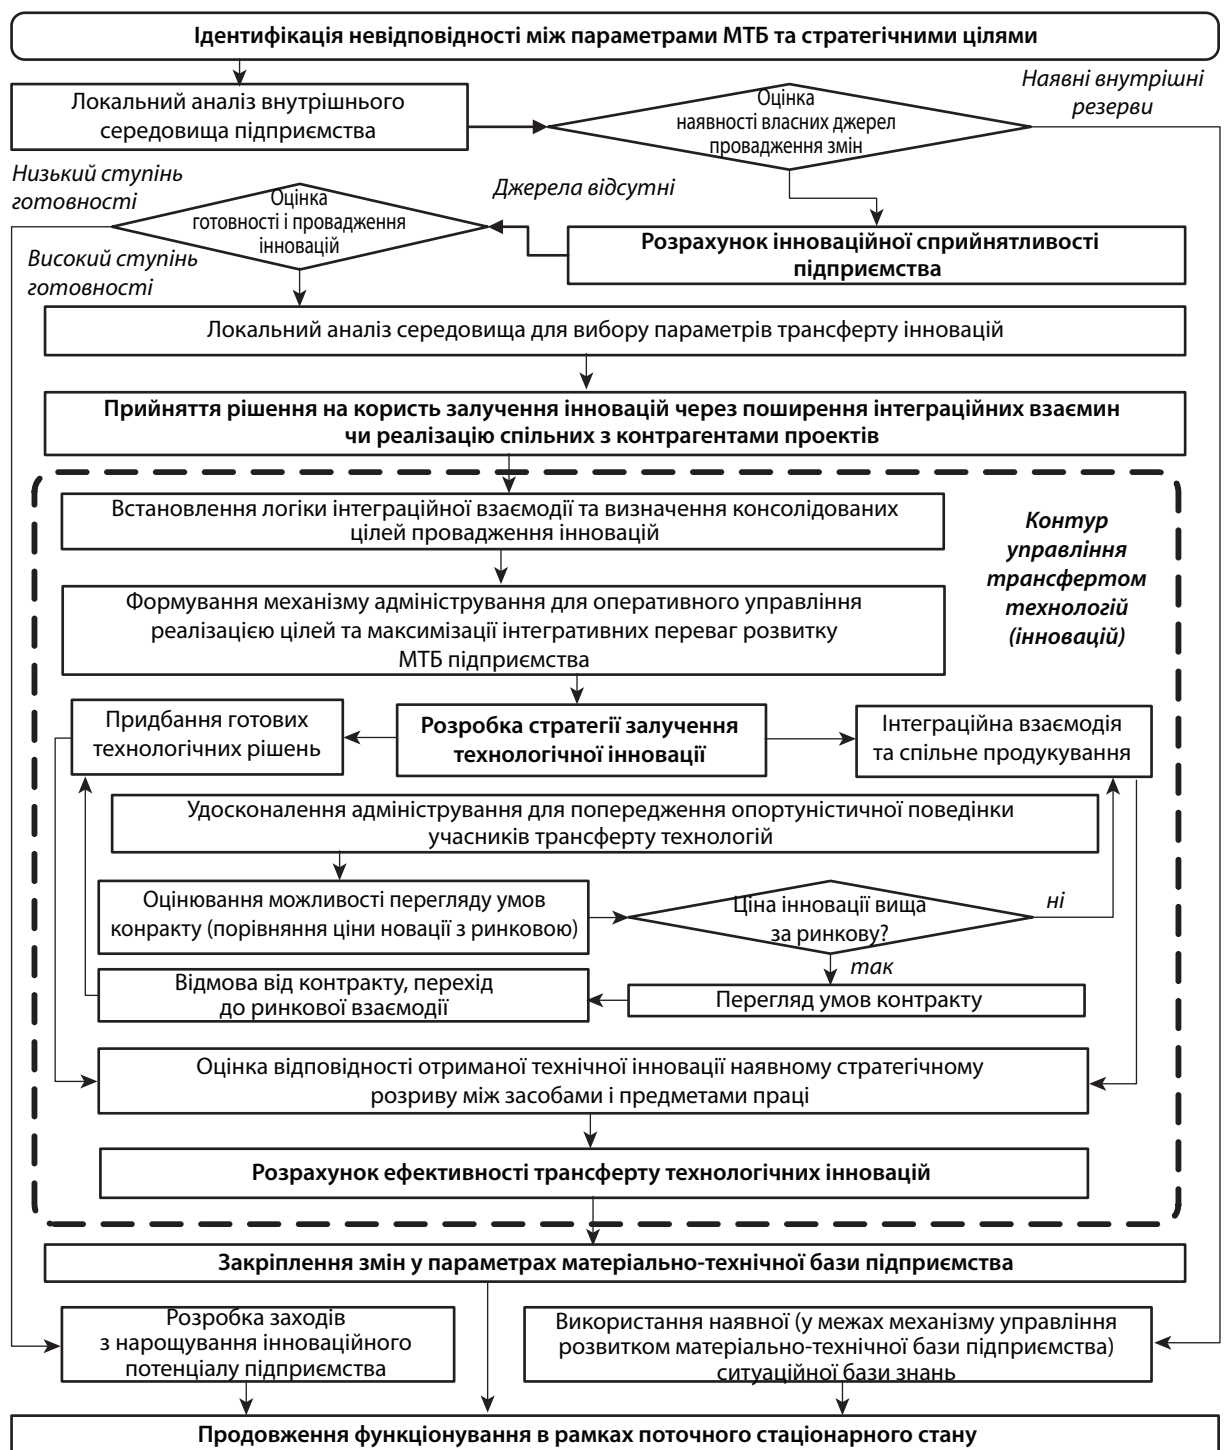 Ідентифікація невідповідності між параметрами МТБ та стратегічними цілями
Локальний аналіз внутрішнього
середовища підприємства
Оцінка
наявності власних джерел
провадження змін
Наявні внутрішні
резерви
Низький ступінь
готовності
Оцінка
готовності і провадження
інновацій
Джерела відсутні
Розрахунок інноваційної сприйнятливості
підприємства
Високий ступінь
готовності
Локальний аналіз середовища для вибору параметрів трансферту інновацій
Прийняття рішення на користь залучення інновацій через поширення інтеграційних взаємин
чи реалізацію спільних з контрагентами проектів
Встановлення логіки інтеграційної взаємодії та визначення консолідованих
цілей провадження інновацій
Контур
управління
трансфертом
технологій
(інновацій)
Формування механізму адміністрування для оперативного управління
реалізацією цілей та максимізації інтегративних переваг розвитку
МТБ підприємства
Придбання готових
технологічних рішень
Розробка стратегії залучення
технологічної інновації
Інтеграційна взаємодія
та спільне продукування
Удосконалення адміністрування для попередження опортуністичної поведінки
учасників трансферту технологій
Оцінювання можливості перегляду умов
конракту (порівняння ціни новації з ринковою)
Ціна інновації вища
за ринкову?
ні
так
Відмова від контракту, перехід
до ринкової взаємодії
Перегляд умов контракту
Оцінка відповідності отриманої технічної інновації наявному стратегічному
розриву між засобами і предметами праці
Розрахунок ефективності трансферту технологічних інновацій
Закріплення змін у параметрах матеріально-технічної бази підприємства
Розробка заходів
з нарощування інноваційного
потенціалу підприємства
Використання наявної (у межах механізму управління
розвитком матеріально-технічної бази підприємства)
ситуаційної бази знань
Продовження функціонування в рамках поточного стаціонарного стану